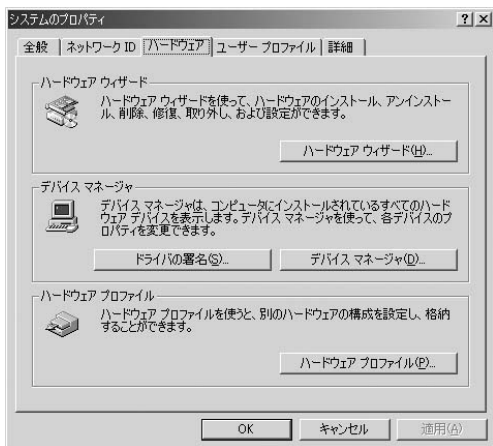 システムのプロパティ
全般 ネットワーク ID ハードウェア ユーザー プロファイル 詳細
ハードウェア ウィザード
ハードウェア ウィザードを使って、ハードウェアのインストール、アンインストー
ル、削除、修復、取り外し、および設定ができます。
ハードウェア ウィザード(H)...
デバイス マネージャ
デバイス マネージャは、コンピュータにインストールされているすべてのハード
ウェア デバイスを表示します。デバイス マネージャを使って、各デバイスのプ
ロパティを変更できます。
ドライバの署名(S)... デバイス マネージャ(D)...
ハードウェア プロファイル
ハードウェア プロファイルを使うと、別のハードウェアの構成を設定し、格納
することができます。
ハードウェア プロファイル(P)...
OK キャンセル 適用(A)